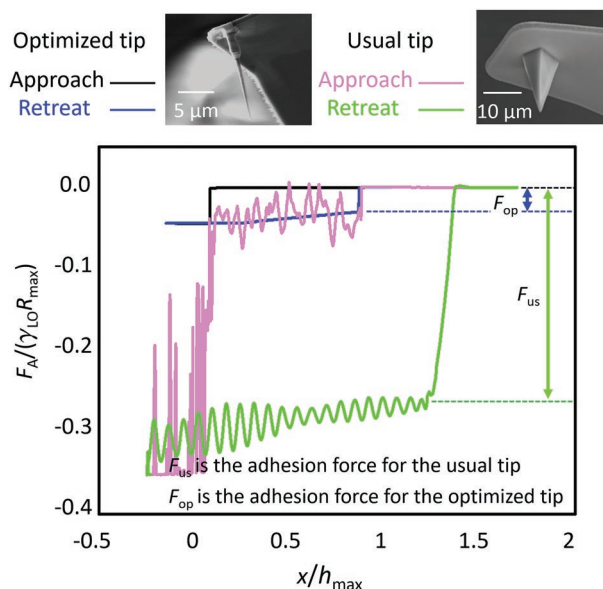 Optimized tip
Usual tip
Approach
Approach
Retreat
Retreat
5 μm
10 μm
0.0
-0.1
-0.2
-0.3
-0.4
F_A/(γ_LO R_max)
F_op
F_us
F_us is the adhesion force for the usual tip
F_op is the adhesion force for the optimized tip
-0.5
0
0.5
1
1.5
2
x/h_max